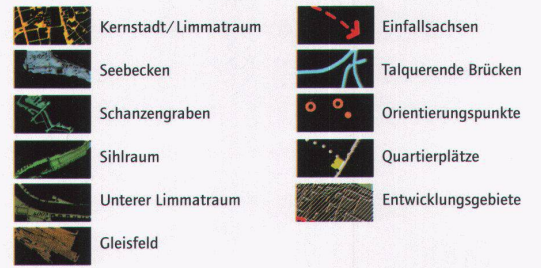 Kernstadt/Limmatraum
Seebecken
Schanzengraben
Sihlraum
Unterer Limmatraum
Gleisfeld
Einfallsachsen
Talquerende Brücken
Orientierungspunkte
Quartierplätze
Entwicklungsgebiete